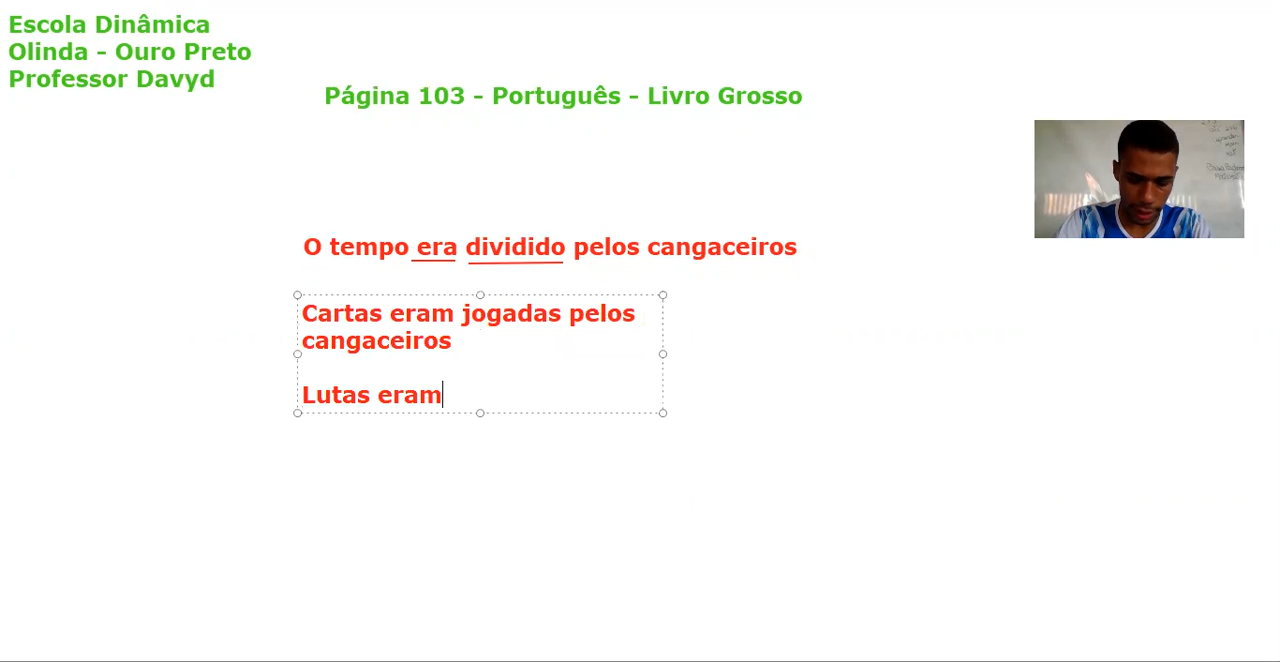 Escola Dinâmica
Olinda - Ouro Preto
Professor Davyd
Página 103 - Português - Livro Grosso
O tempo era dividido pelos cangaceiros
Cartas eram jogadas pelos
cangaceiros
Lutas eram